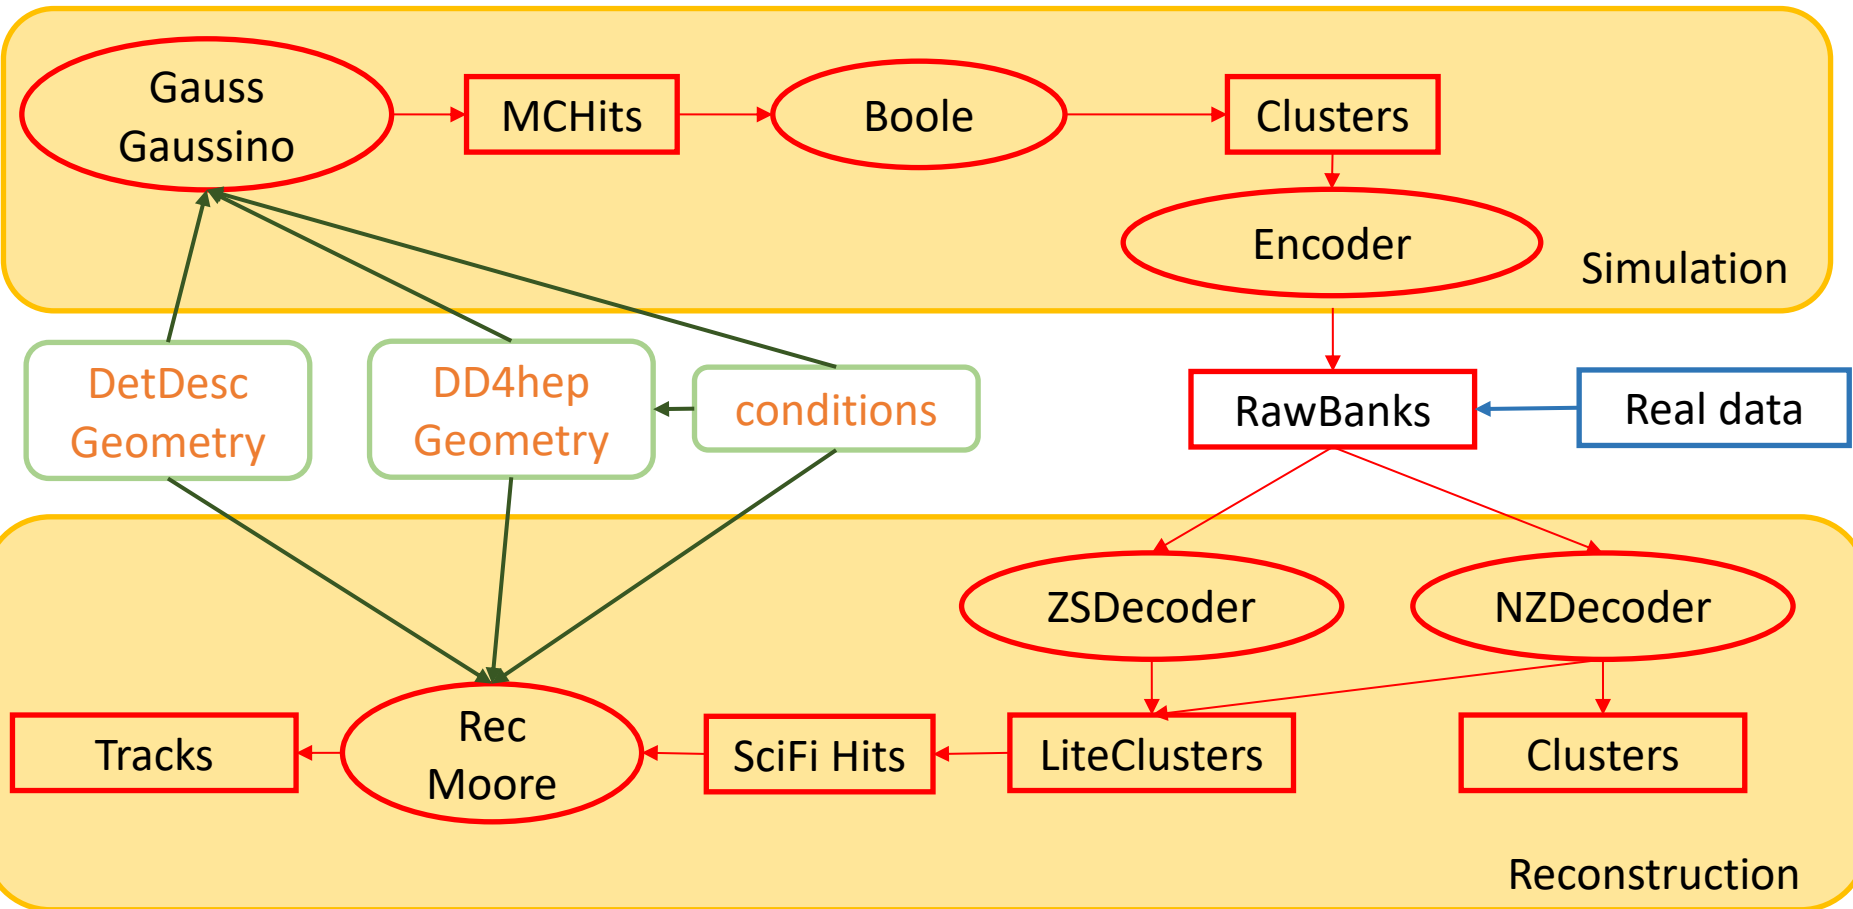 Gauss
Gaussino
MCHits
Boole
Clusters
Encoder
Simulation
DetDesc
Geometry
DD4hep
Geometry
conditions
RawBanks
Real data
ZSDecoder
NZDecoder
Tracks
Rec
Moore
SciFi Hits
LiteClusters
Clusters
Reconstruction